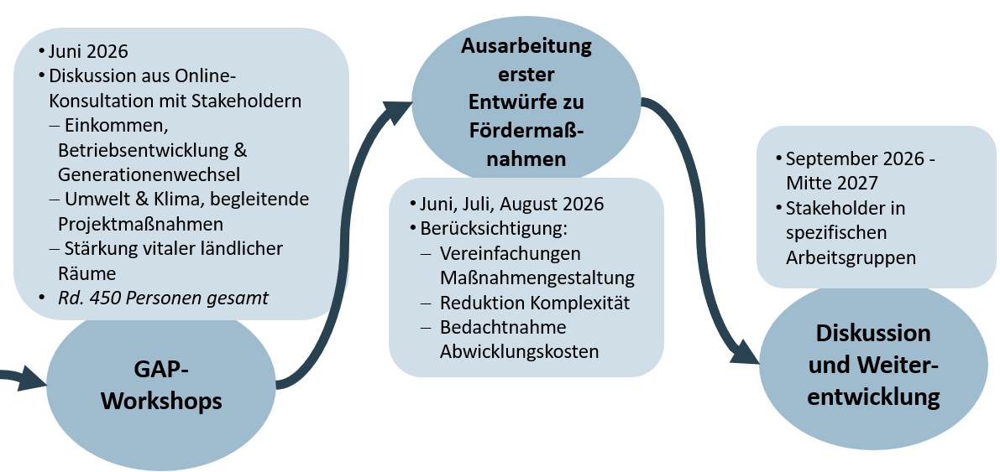 • Juni 2026
• Diskussion aus Online-
Konsultation mit Stakeholdern
– Einkommen,
Betriebsentwicklung &
Generationenwechsel
– Umwelt & Klima, begleitende
Projektmaßnahmen
– Stärkung vitaler ländlicher
Räume
• Rd. 450 Personen gesamt
GAP-
Workshops
Ausarbeitung
erster
Entwürfe zu
Fördermaß-
nahmen
• Juni, Juli, August 2026
• Berücksichtigung:
– Vereinfachungen
Maßnahmengestaltung
– Reduktion Komplexität
– Bedachtnahme
Abwicklungskosten
• September 2026 -
Mitte 2027
• Stakeholder in
spezifischen
Arbeitsgruppen
Diskussion
und Weiter-
entwicklung